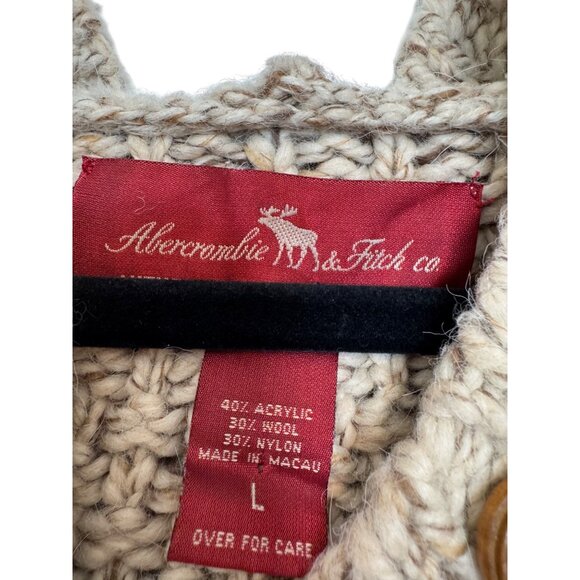 Abercrombie & Fitch co.
40% ACRYLIC
30% WOOL
30% NYLON
MADE IN MACAU
L
OVER FOR CARE